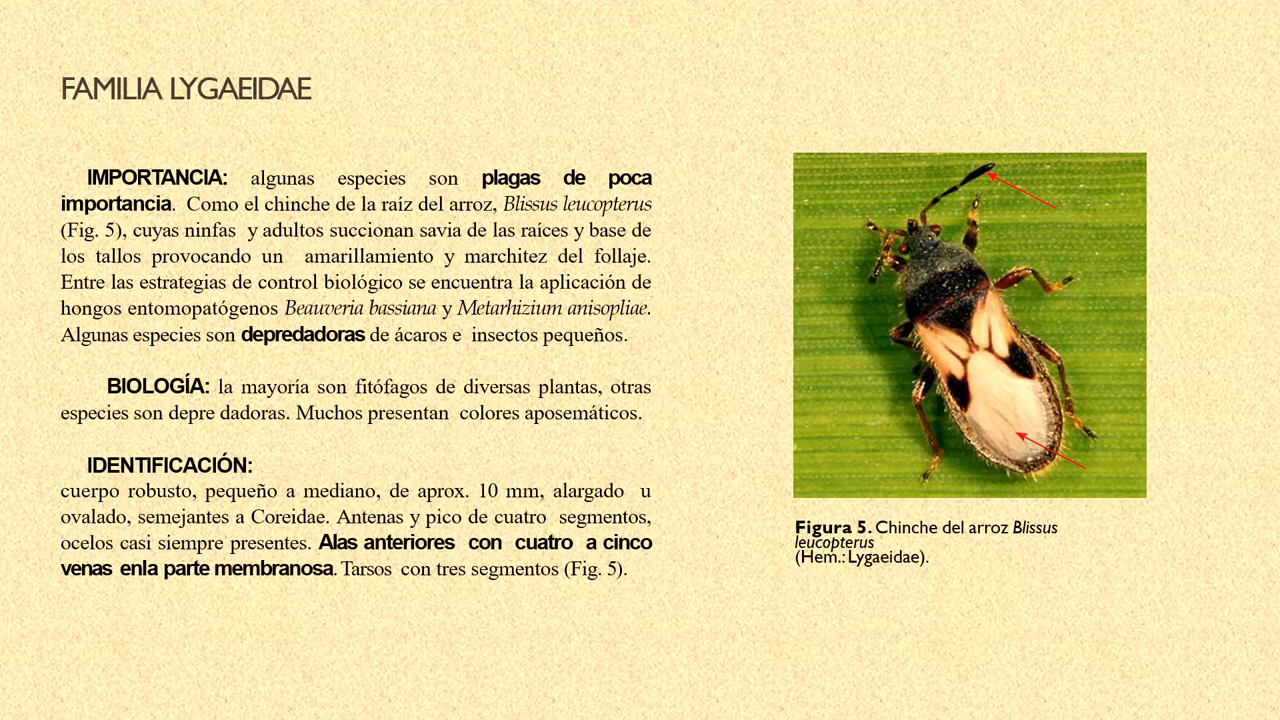 FAMILIA LYGAEIDAE
IMPORTANCIA: algunas especies son plagas de poca
importancia. Como el chinche de la raíz del arroz, Blissus leucopterus
(Fig. 5), cuyas ninfas y adultos succionan savia de las raíces y base de
los tallos provocando un amarillamiento y marchitez del follaje.
Entre las estrategias de control biológico se encuentra la aplicación de
hongos entomopatógenos Beauveria bassiana y Metarhizium anisopliae.
Algunas especies son depredadoras de ácaros e insectos pequeños.
BIOLOGÍA: la mayoría son fitófagos de diversas plantas, otras
especies son depre dadoras. Muchos presentan colores aposemáticos.
IDENTIFICACIÓN:
cuerpo robusto, pequeño a mediano, de aprox. 10 mm, alargado u
ovalado, semejantes a Coreidae. Antenas y pico de cuatro segmentos,
ocelos casi siempre presentes. Alas anteriores con cuatro a cinco
venas enla parte membranosa. Tarsos con tres segmentos (Fig. 5).
Figura 5. Chinche del arroz Blissus
leucopterus
(Hem.: Lygaeidae).